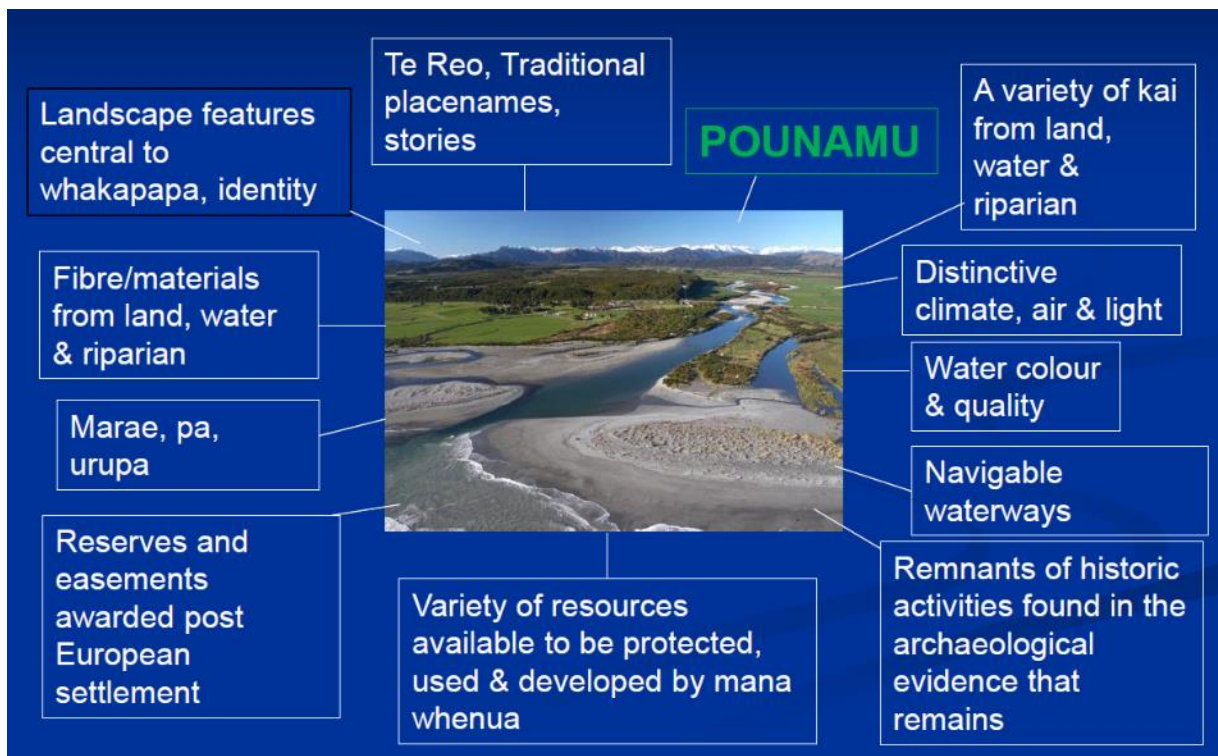 Te Reo, Traditional
placenames,
stories
POUNAMU
A variety of kai
from land,
water &
riparian
Landscape features
central to
whakapapa, identity
Fibre/materials
from land, water
& riparian
Distinctive
climate, air & light
Water colour
& quality
Marae, pa,
urupa
Navigable
waterways
Reserves and
easements
awarded post
European
settlement
Variety of resources
available to be protected,
used & developed by mana
whenua
Remnants of historic
activities found in the
archaeological
evidence that
remains